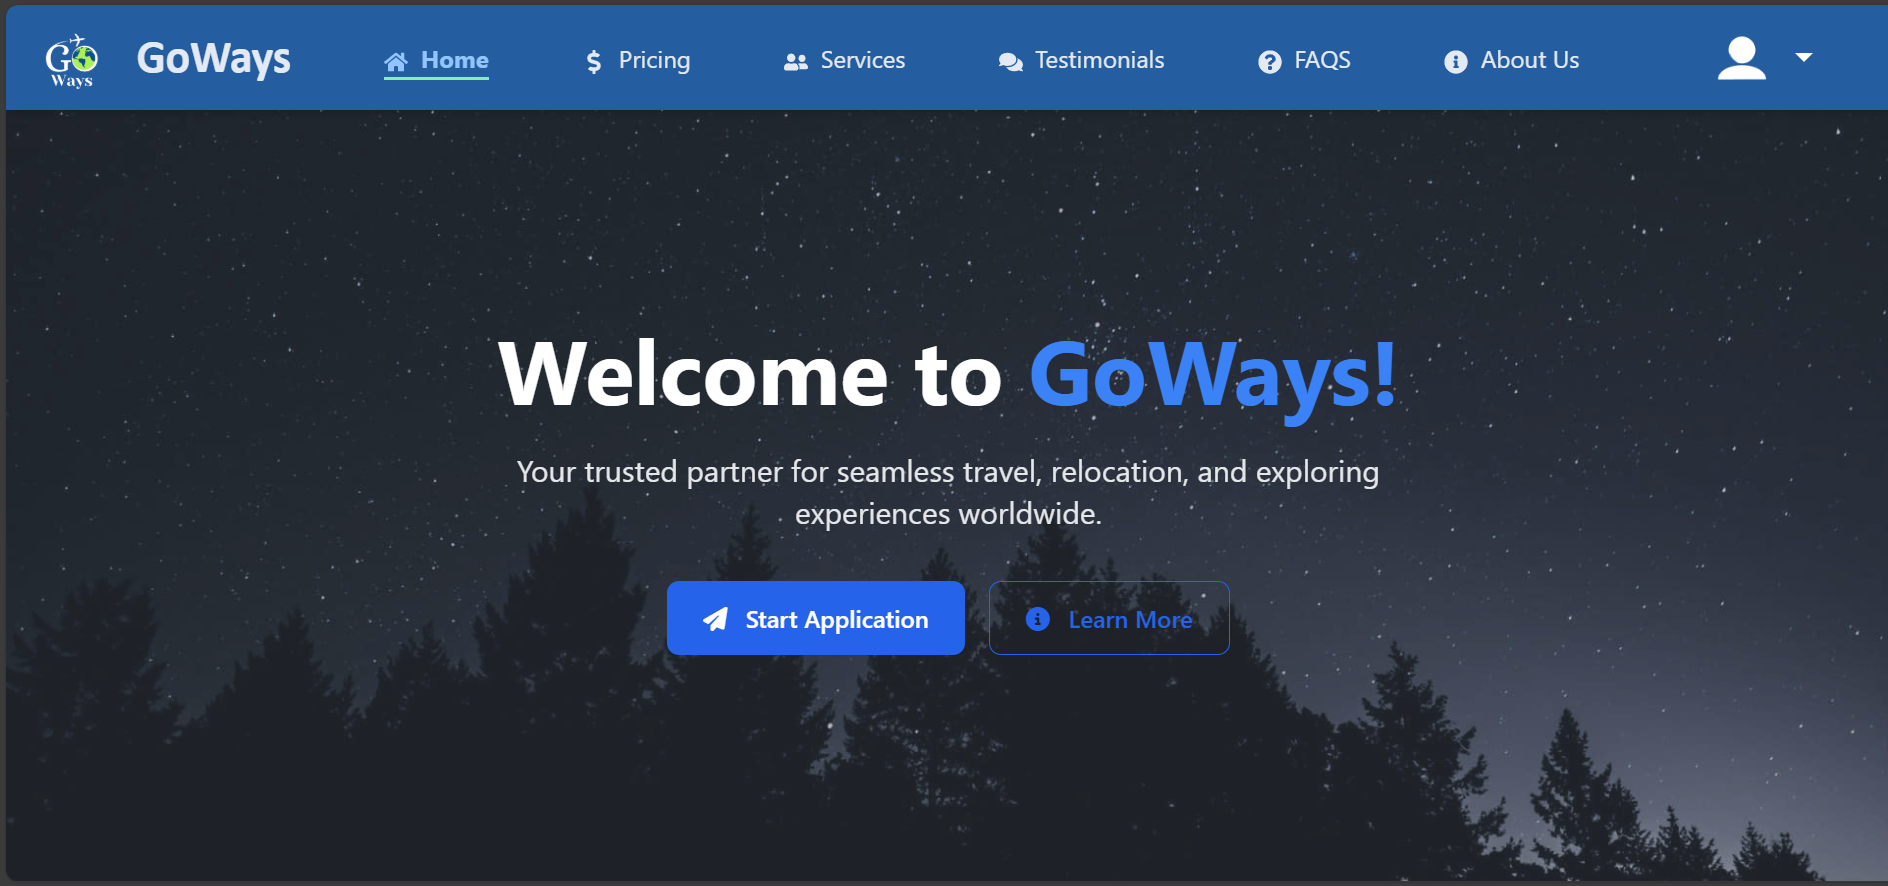 Go
Ways
GoWays
Home
Pricing
Services
Testimonials
FAQS
About Us
Welcome to GoWays!
Your trusted partner for seamless travel, relocation, and exploring
experiences worldwide.
Start Application
Learn More